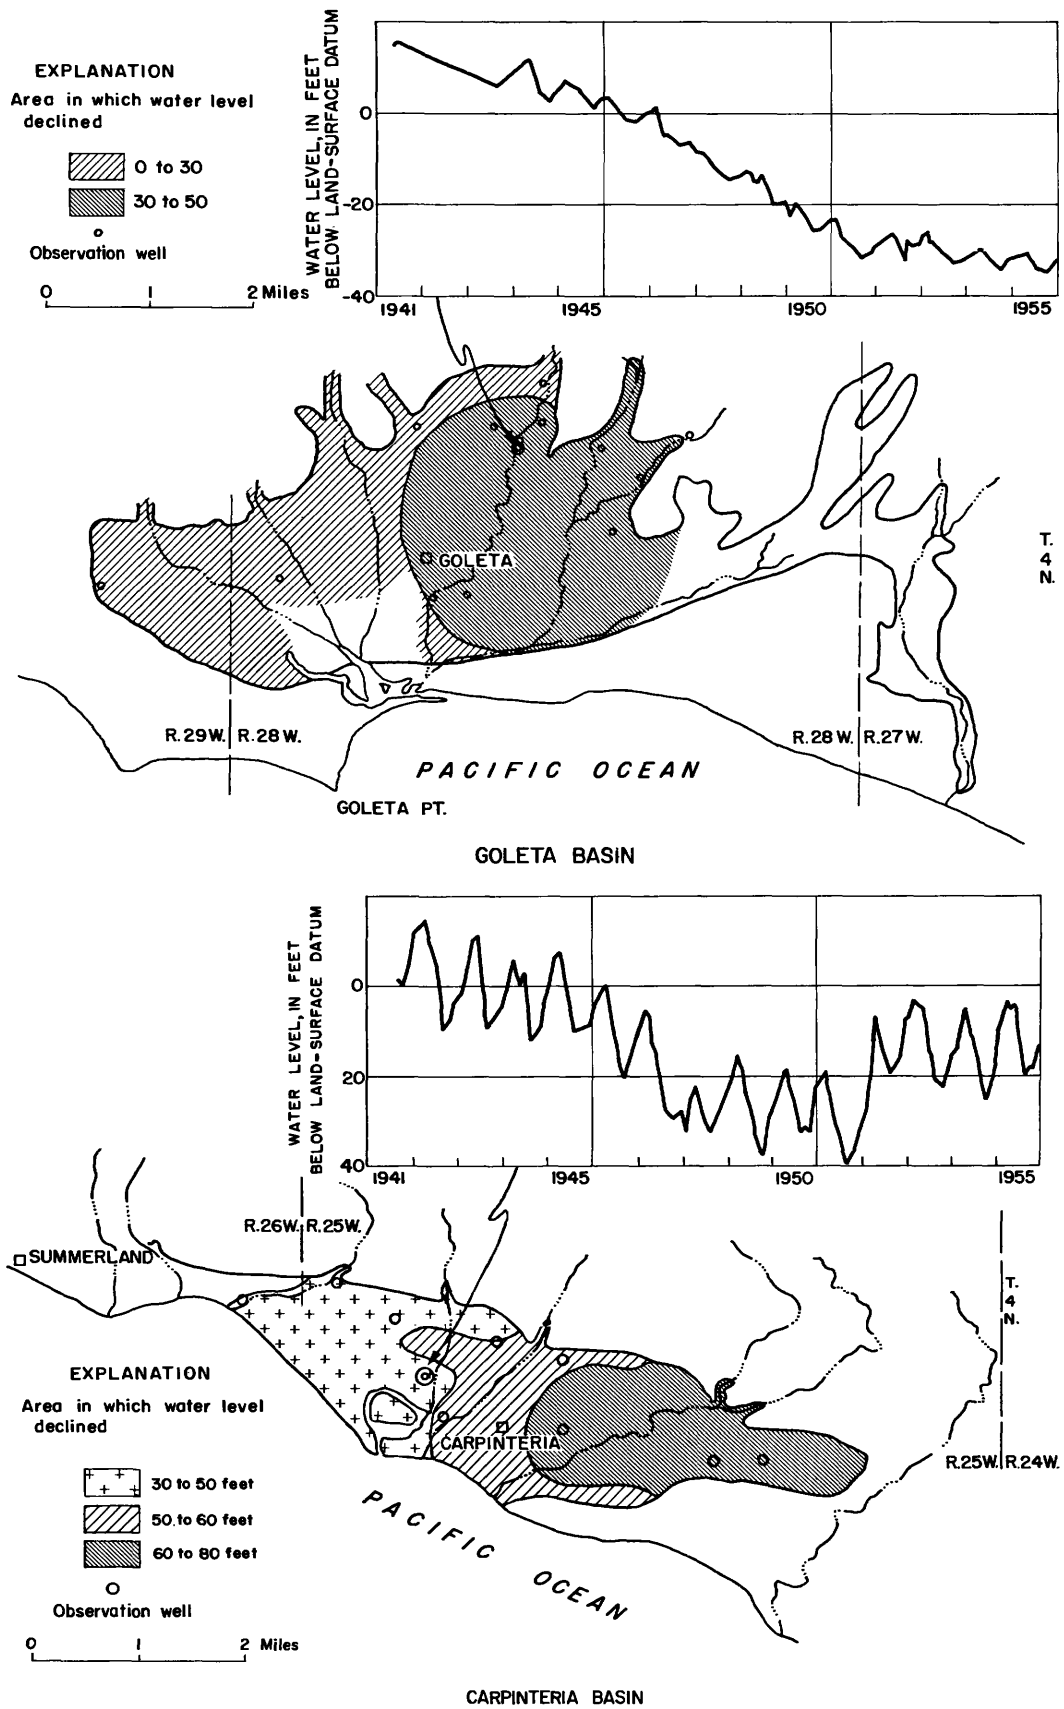 EXPLANATION
Area in which water level
declined
0 to 30
30 to 50
Observation well
0 1 2 Miles
WATER LEVEL, IN FEET
BELOW LAND-SURFACE DATUM
0
-20
-40
1941 1945 1950 1955
GOLETA
T.
4
N.
R.29W. R.28W.
R.28W. R.27W.
PACIFIC OCEAN
GOLETA PT.
GOLETA BASIN
WATER LEVEL, IN FEET
BELOW LAND-SURFACE DATUM
0
20
40
1941 1945 1950 1955
R.26W. R.25W.
SUMMERLAND
T.
4
N.
EXPLANATION
Area in which water level
declined
30 to 50 feet
50 to 60 feet
60 to 80 feet
Observation well
0 1 2 Miles
CARPINTERIA
R.25W. R.24W.
PACIFIC
OCEAN
CARPINTERIA BASIN